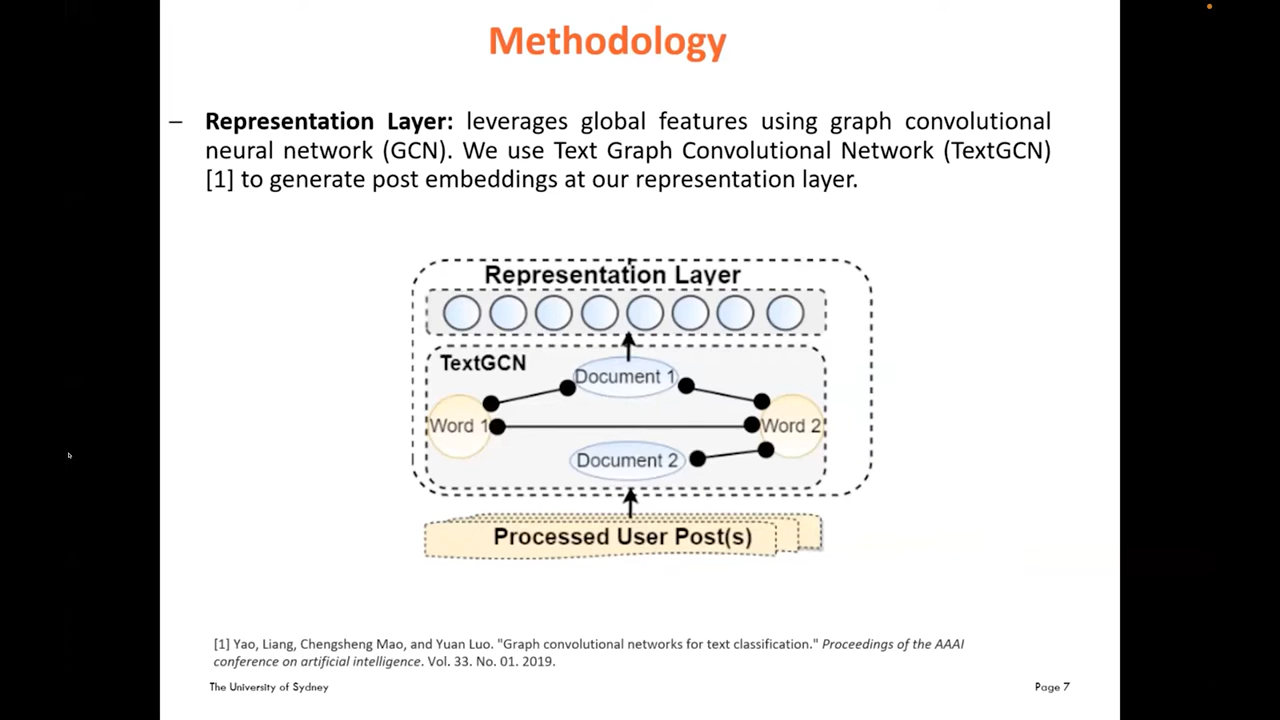 Methodology
– Representation Layer: leverages global features using graph convolutional
neural network (GCN). We use Text Graph Convolutional Network (TextGCN)
[1] to generate post embeddings at our representation layer.
Representation Layer
TextGCN
Document 1
Word 1
Word 2
Document 2
Processed User Post(s)
[1] Yao, Liang, Chengsheng Mao, and Yuan Luo. "Graph convolutional networks for text classification." Proceedings of the AAAI
conference on artificial intelligence. Vol. 33. No. 01. 2019.
The University of Sydney
Page 7